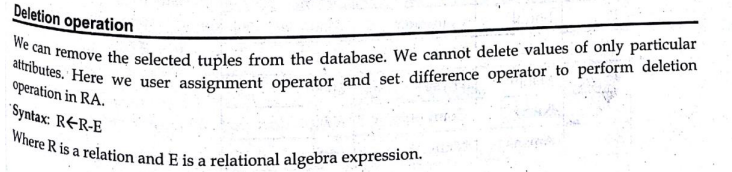 Deletion operation
We can remove the selected tuples from the database. We cannot delete values of only particular
attributes. Here we user assignment operator and set difference operator to perform deletion
operation in RA.
Syntax: R←R-E
Where R is a relation and E is a relational algebra expression.